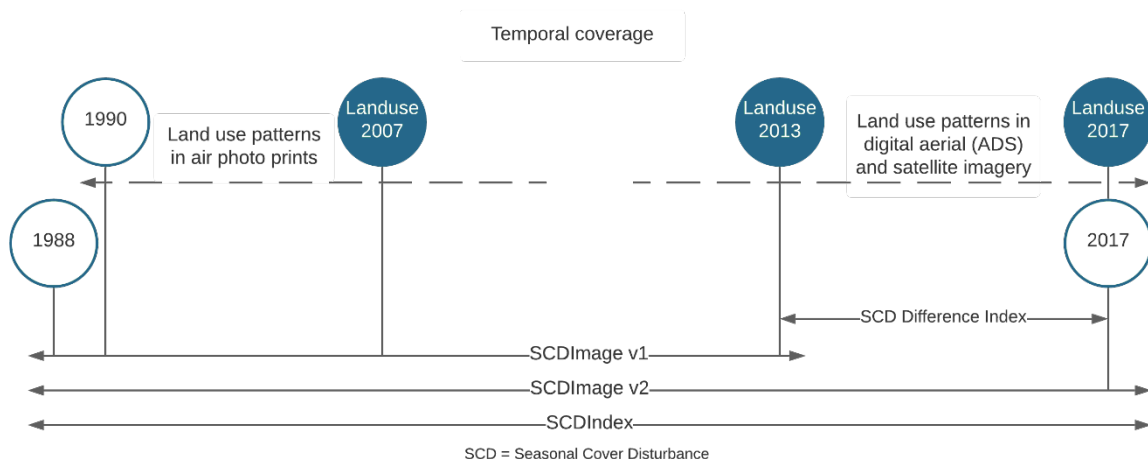 Temporal coverage
1990
Land use patterns
in air photo prints
Landuse
2007
Landuse
2013
Land use patterns in
digital aerial (ADS)
and satellite imagery
Landuse
2017
1988
2017
SCD Difference Index
SCDImage v1
SCDImage v2
SCDIndex
SCD = Seasonal Cover Disturbance